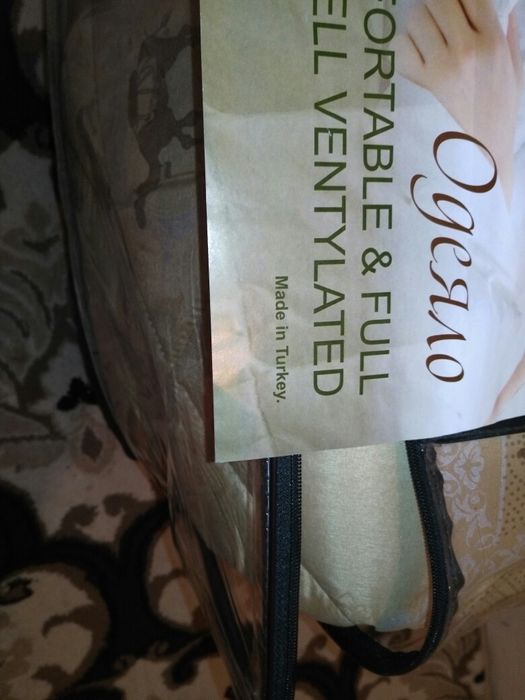 Одеяло
FORTABLE & FULL
ELL VENTYLATED
Made in Turkey.